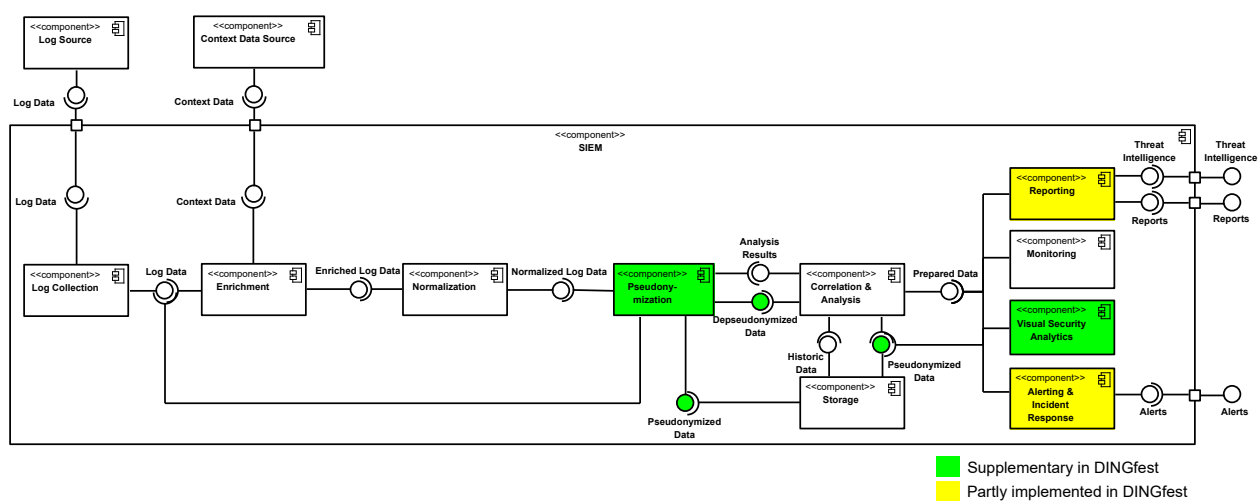 <<component>>
Log Source
<<component>>
Context Data Source
Log Data
Context Data
<<component>>
SIEM
Threat
Intelligence
Threat
Intelligence
<<component>>
Reporting
Reports
Reports
Log Data
Context Data
<<component>>
Log Collection
Log Data
<<component>>
Enrichment
Enriched Log Data
<<component>>
Normalization
Normalized Log Data
<<component>>
Pseudony-
mization
Analysis
Results
Depseudonymized
Data
<<component>>
Correlation &
Analysis
Prepared Data
<<component>>
Monitoring
<<component>>
Visual Security
Analytics
Historic
Data
Pseudonymized
Data
<<component>>
Storage
Pseudonymized
Data
<<component>>
Alerting &
Incident
Response
Alerts
Alerts
Supplementary in DINGfest
Partly implemented in DINGfest